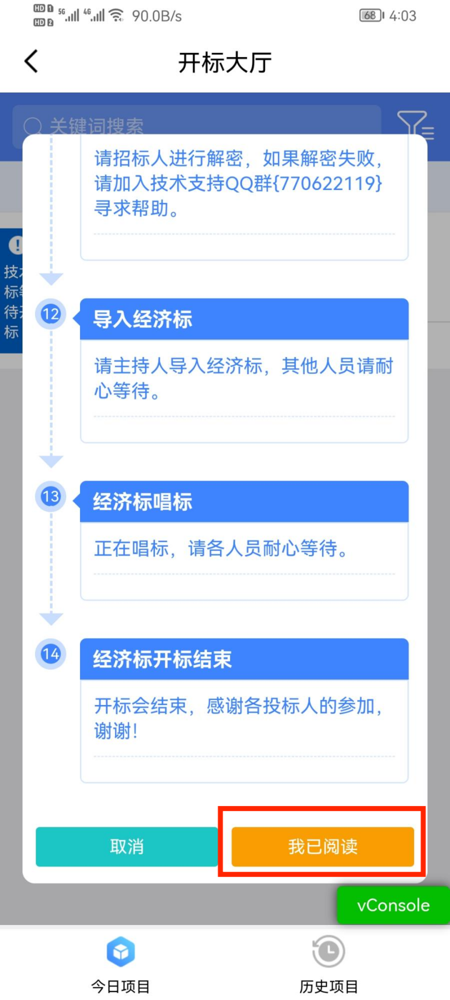 HD 1 5G 4G 90.0B/s 68 4:03
HD 2
开标大厅
关键词搜索
请招标人进行解密，如果解密失败，
请加入技术支持QQ群{770622119}
寻求帮助。
技
标
待
标
12
导入经济标
请主持人导入经济标，其他人员请耐
心等待。
13
经济标唱标
正在唱标，请各人员耐心等待。
14
经济标开标结束
开标会结束，感谢各投标人的参加，
谢谢！
取消
我已阅读
vConsole
今日项目
历史项目